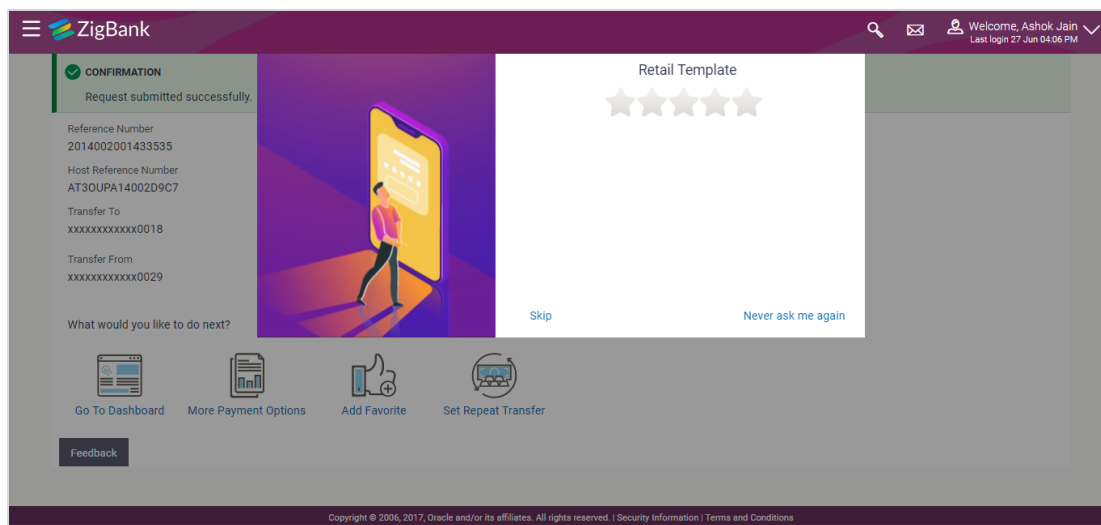 ZigBank
Welcome, Ashok Jain
Last login 27 Jun 04:06 PM
CONFIRMATION
Request submitted successfully.
Reference Number
2014002001433535
Host Reference Number
AT3OUPA14002D9C7
Transfer To
xxxxxxxxxxxx0018
Transfer From
xxxxxxxxxxxx0029
What would you like to do next?
Retail Template
Skip
Never ask me again
Go To Dashboard
More Payment Options
Add Favorite
Set Repeat Transfer
Feedback
Copyright © 2006, 2017, Oracle and/or its affiliates. All rights reserved. | Security Information | Terms and Conditions